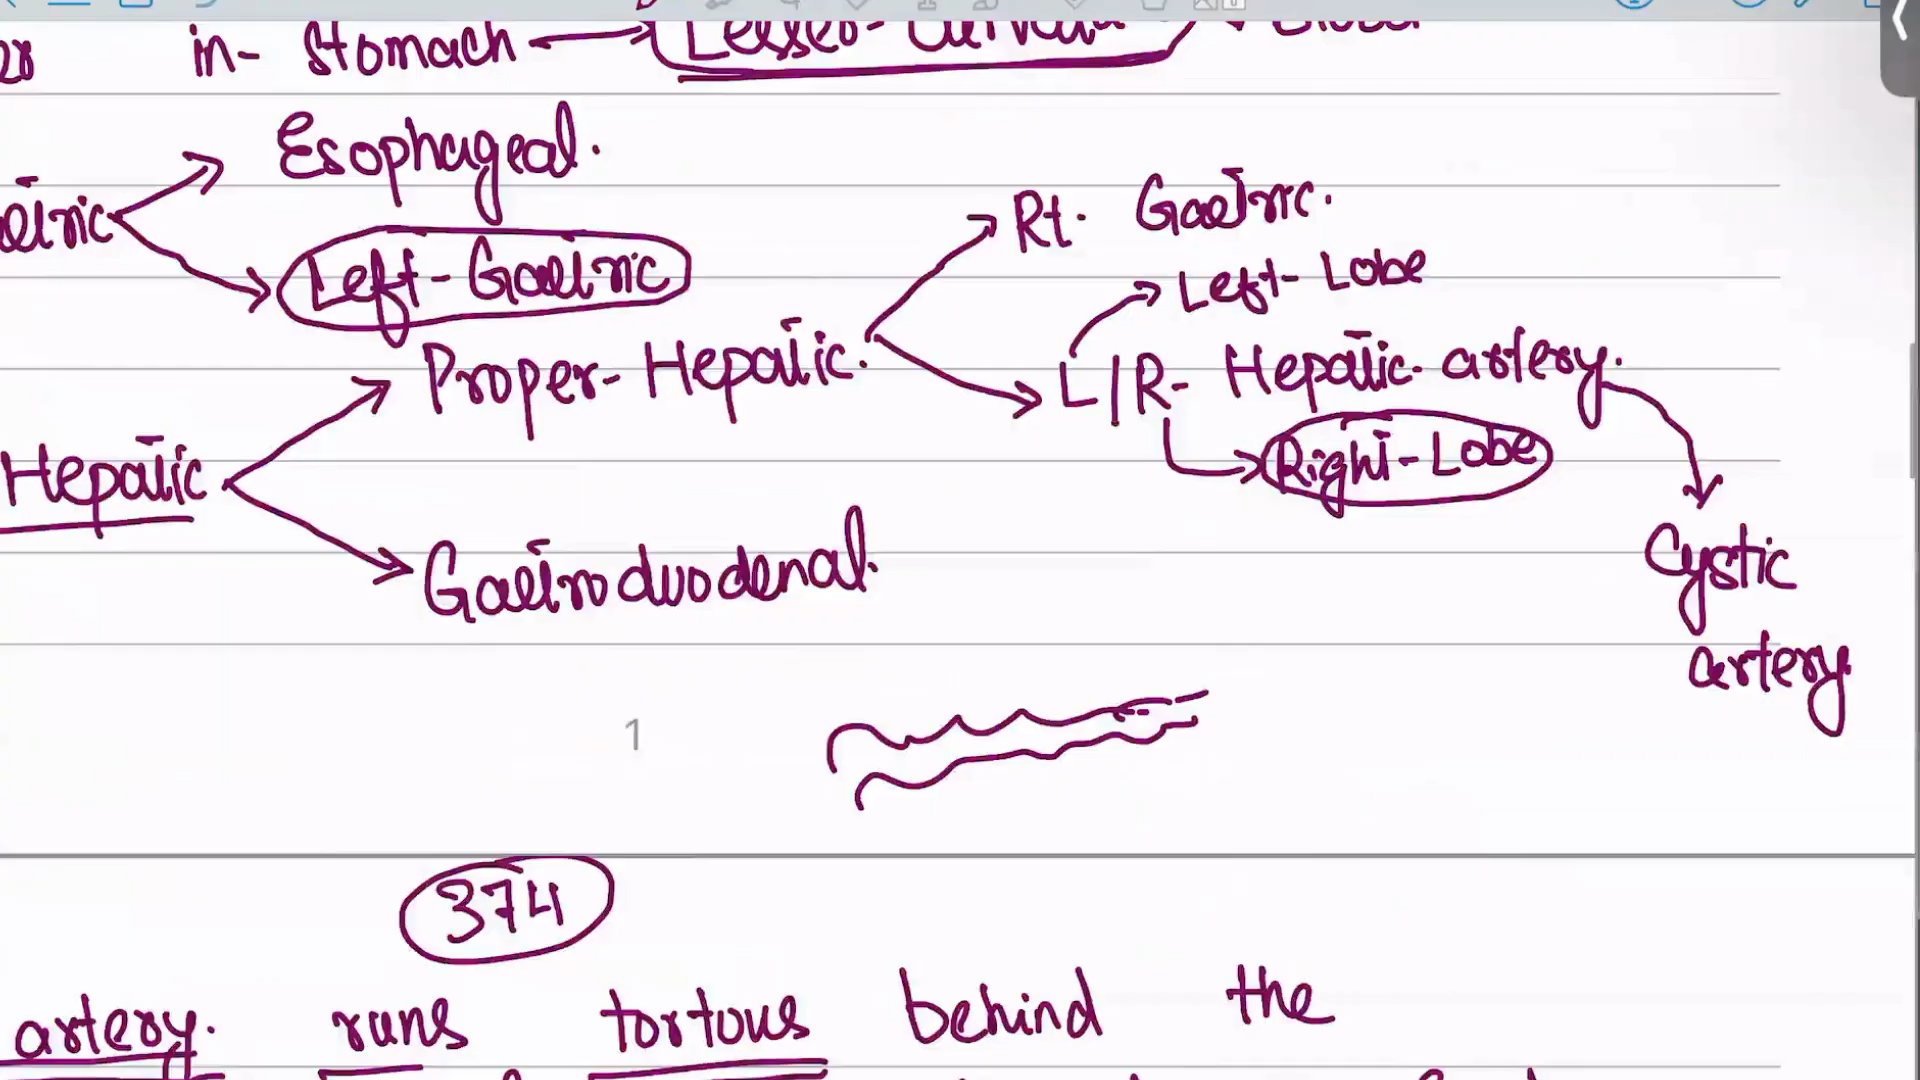 in- Stomach
Esophageal.
Left-Gastric
Rt. Gastric.
Left-Lobe
Proper-Hepatic.
L/R- Hepatic artery.
Right-Lobe
Hepatic
Cystic
artery
Gastroduodenal.
1
374
artery. runs tortous behind the